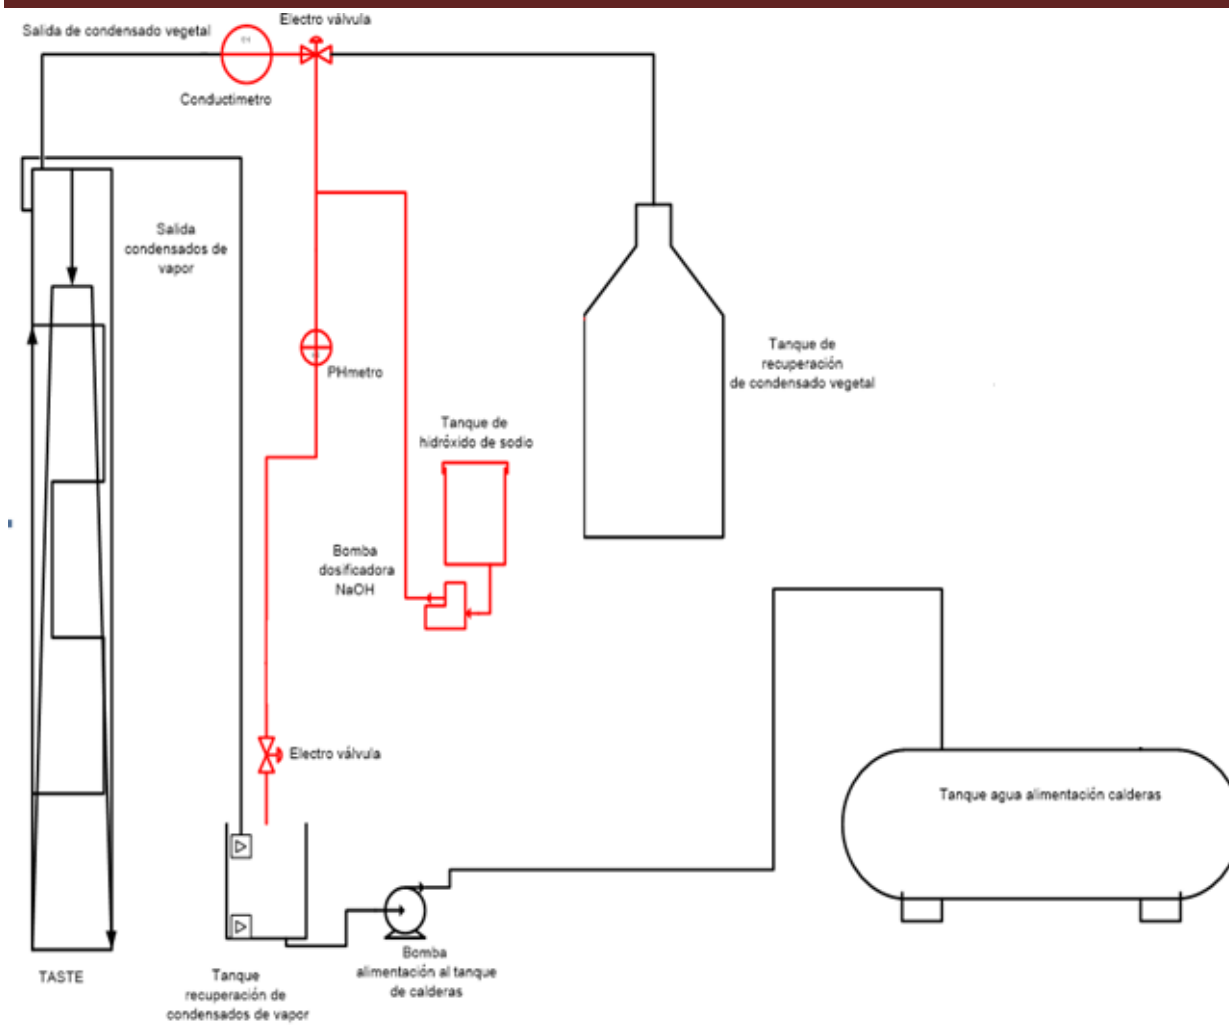 Salida de condensado vegetal
Electro válvula
Conductimetro
Salida
condensados de
vapor
PHmetro
Tanque de
recuperación
de condensado vegetal
Tanque de
hidróxido de sodio
Bomba
dosificadora
NaOH
Electro válvula
Tanque agua alimentación calderas
TASTE
Tanque
recuperación de
condensados de vapor
Bomba
alimentación al tanque
de calderas